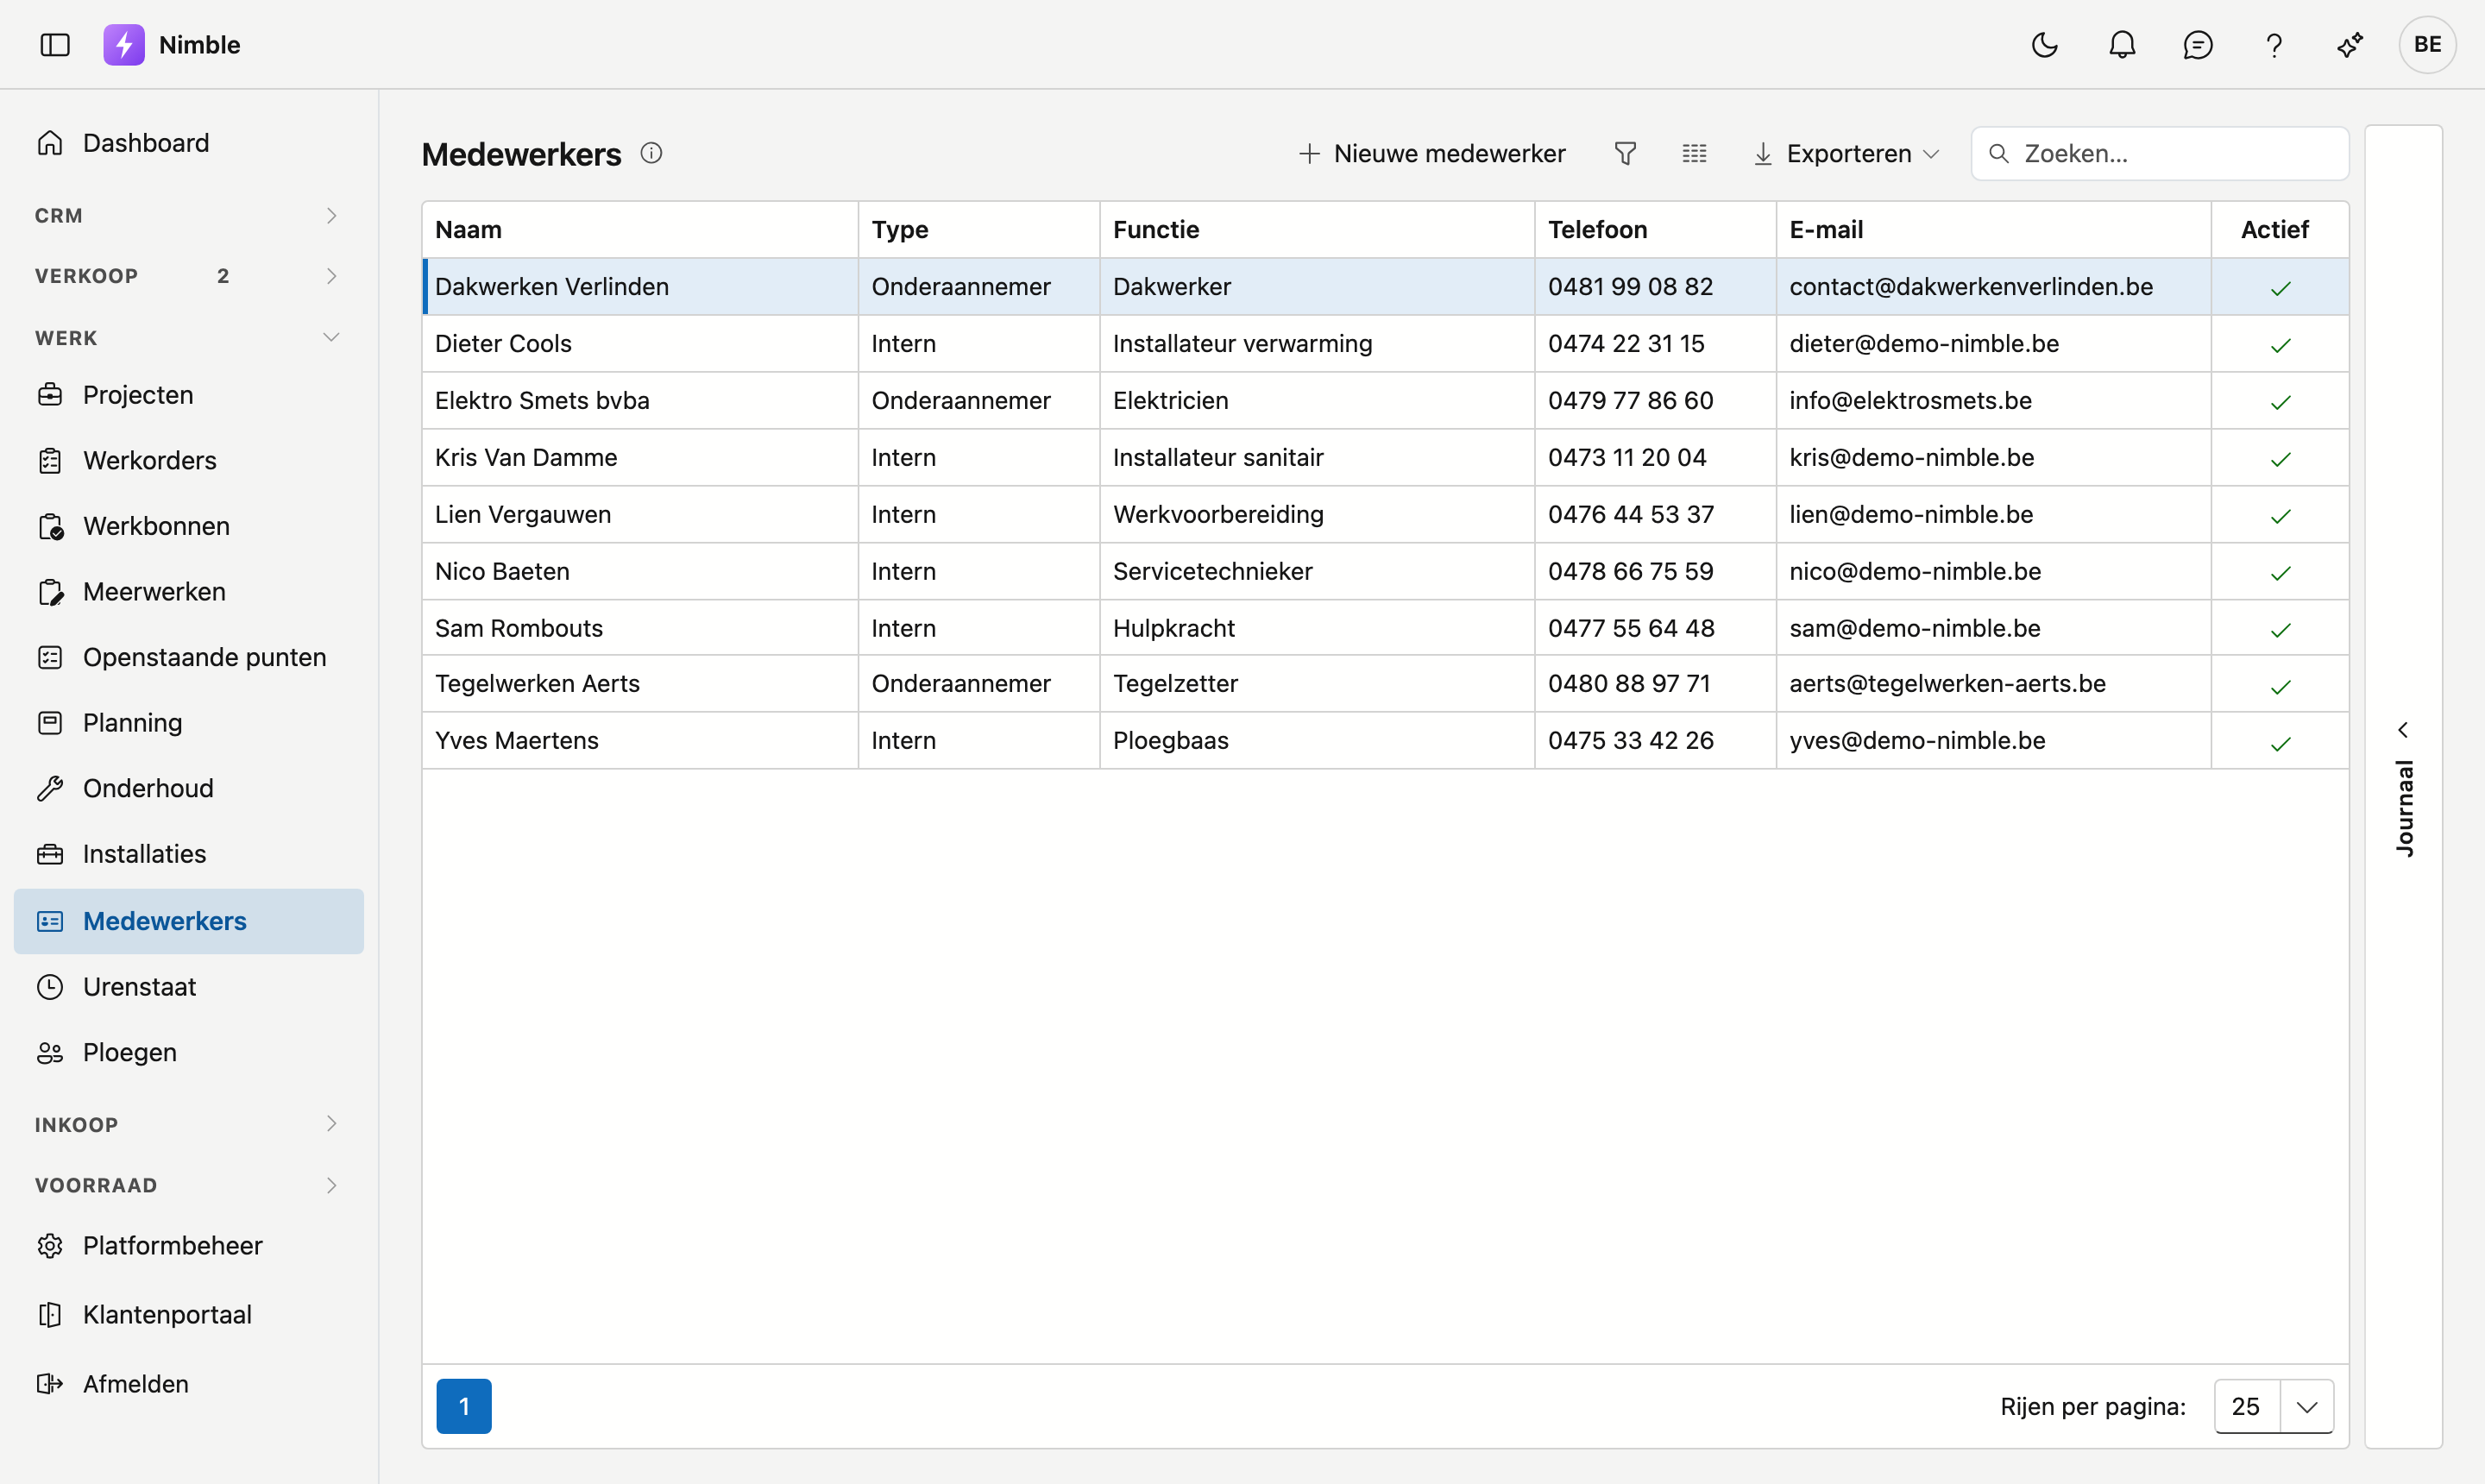 Nimble
BE
Dashboard
CRM
VERKOOP 2
WERK
Projecten
Werkorders
Werkbonnen
Meerwerken
Openstaande punten
Planning
Onderhoud
Installaties
Medewerkers
Urenstaat
Ploegen
INKOOP
VOORRAAD
Platformbeheer
Klantenportaal
Afmelden
Medewerkers
Nieuwe medewerker
Exporteren
Zoeken...
Naam Type Functie Telefoon E-mail Actief
Dakwerken Verlinden Onderaannemer Dakwerker 0481 99 08 82 contact@dakwerkenverlinden.be
Dieter Cools Intern Installateur verwarming 0474 22 31 15 dieter@demo-nimble.be
Elektro Smets bvba Onderaannemer Elektricien 0479 77 86 60 info@elektrosmets.be
Kris Van Damme Intern Installateur sanitair 0473 11 20 04 kris@demo-nimble.be
Lien Vergauwen Intern Werkvoorbereiding 0476 44 53 37 lien@demo-nimble.be
Nico Baeten Intern Servicetechnieker 0478 66 75 59 nico@demo-nimble.be
Sam Rombouts Intern Hulpkracht 0477 55 64 48 sam@demo-nimble.be
Tegelwerken Aerts Onderaannemer Tegelzetter 0480 88 97 71 aerts@tegelwerken-aerts.be
Yves Maertens Intern Ploegbaas 0475 33 42 26 yves@demo-nimble.be
1
Rijen per pagina: 25
Journaal